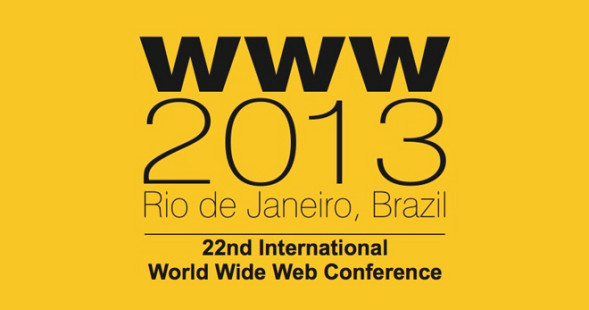 WWW
2013
Rio de Janeiro, Brazil
22nd International
World Wide Web Conference